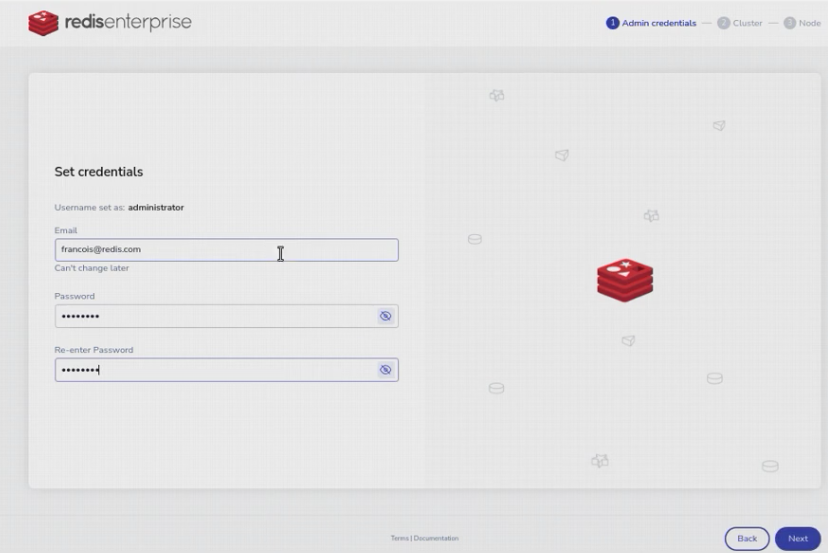 redisenterprise
1 Admin credentials — 2 Cluster — 3 Node
Set credentials
Username set as: administrator
Email
francois@redis.com
Can't change later
Password
••••••••
Re-enter Password
••••••••
Terms | Documentation
Back
Next